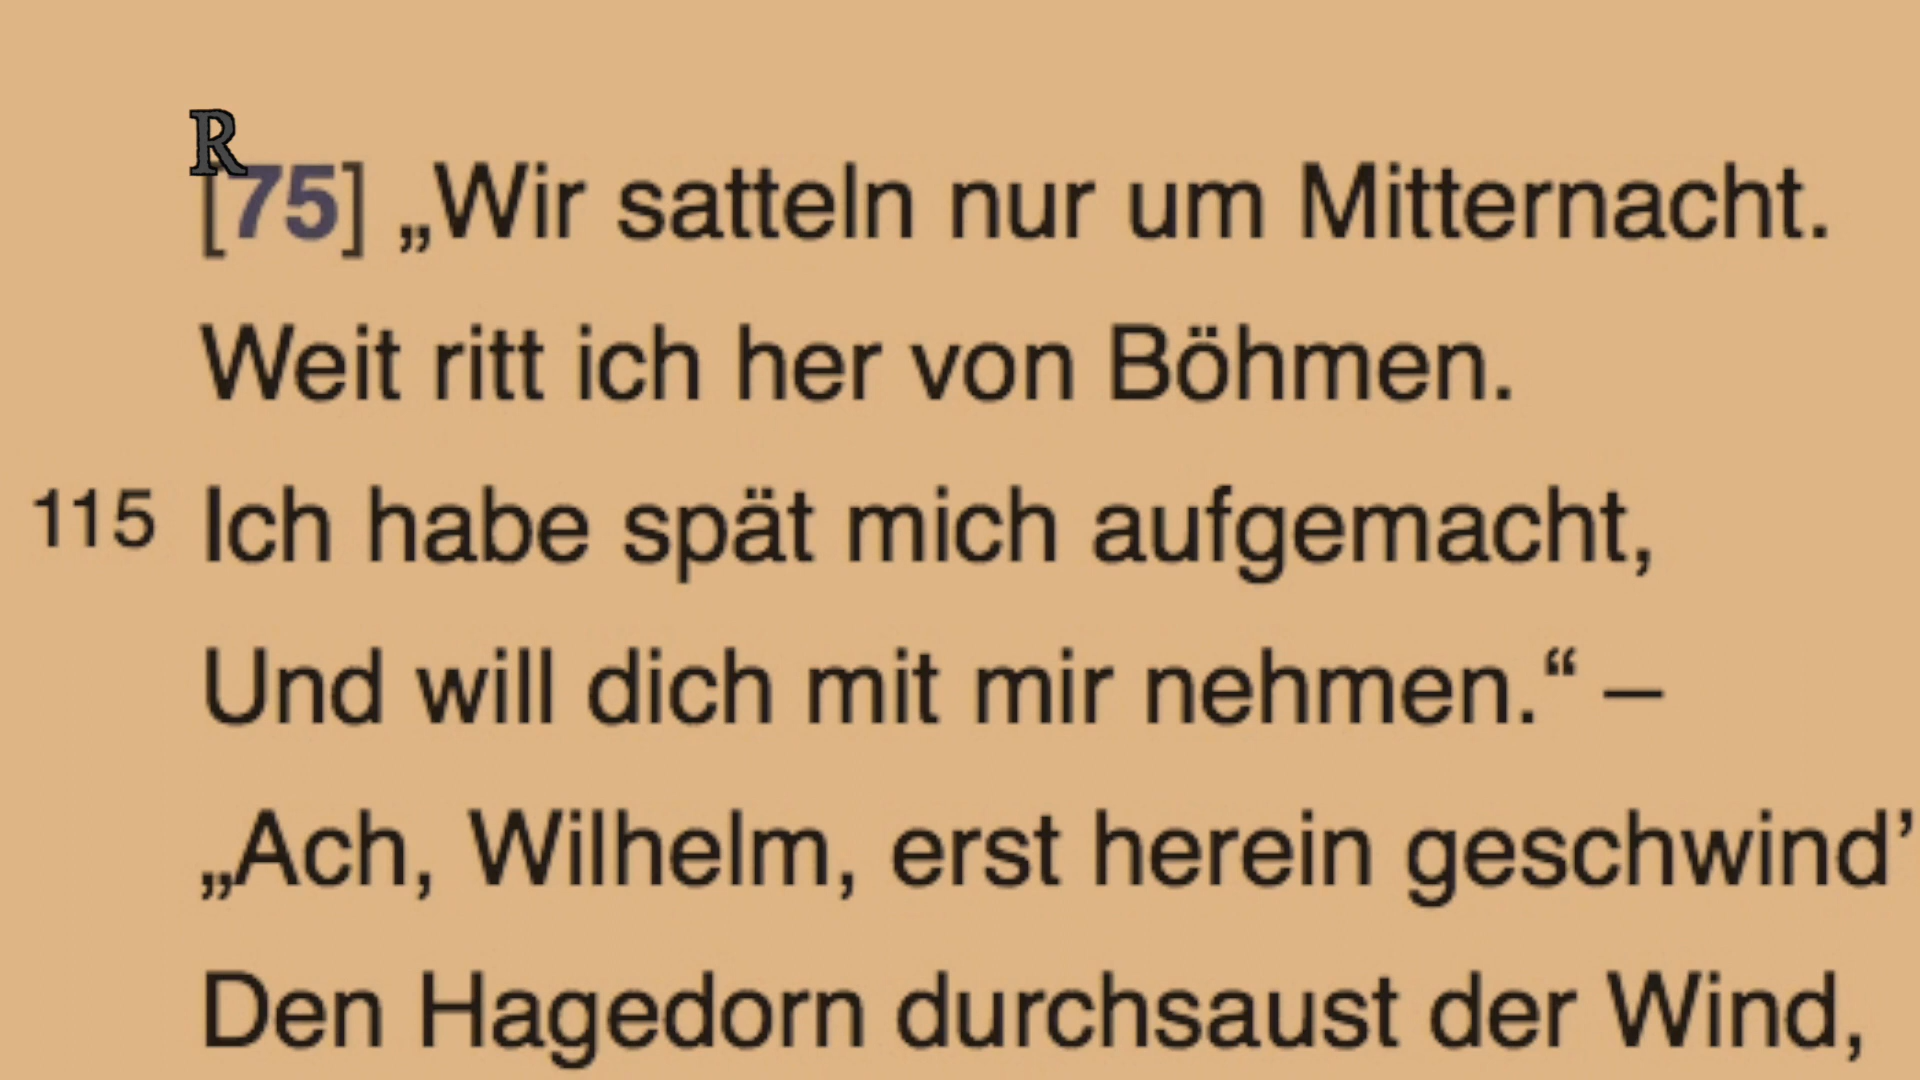 R
[75] „Wir satteln nur um Mitternacht.
Weit ritt ich her von Böhmen.
115 Ich habe spät mich aufgemacht,
Und will dich mit mir nehmen.“ –
„Ach, Wilhelm, erst herein geschwind’
Den Hagedorn durchsaust der Wind,